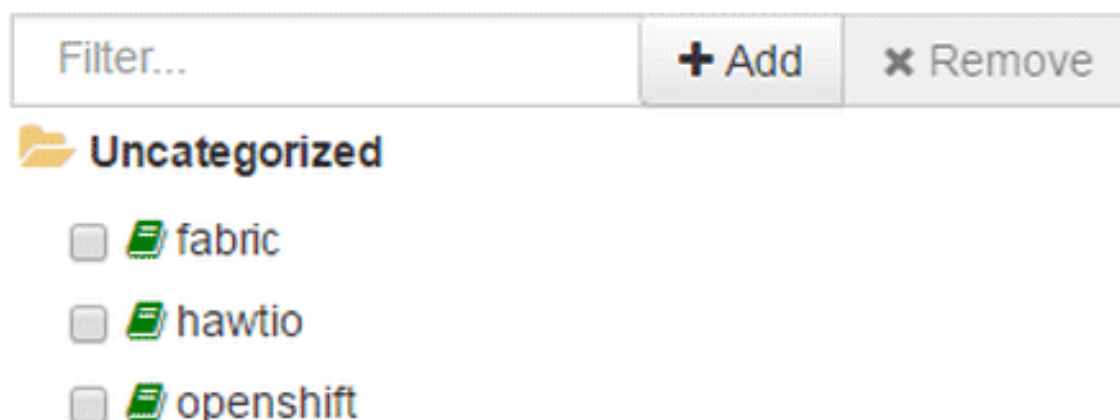 Filter... Add Remove
Uncategorized
fabric
hawtio
openshift